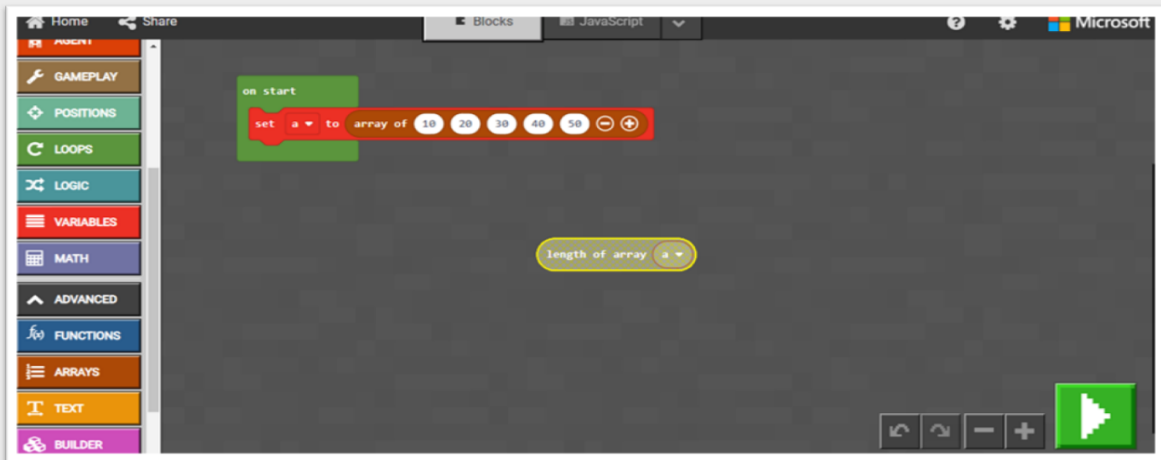 Home Share Blocks JavaScript Microsoft
AGENT
GAMEPLAY
POSITIONS
LOOPS
LOGIC
VARIABLES
MATH
ADVANCED
FUNCTIONS
ARRAYS
TEXT
BUILDER
on start
set a to array of 10 20 30 40 50
length of array a